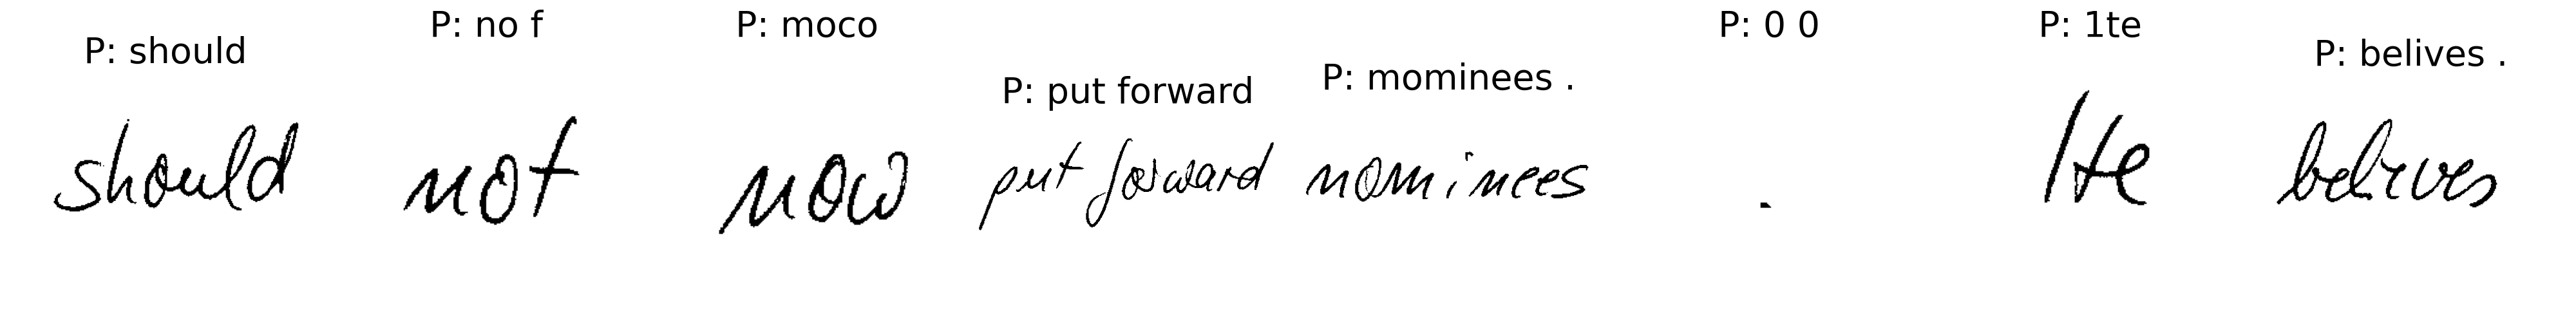 P: should P: no f P: moco P: put forward P: mominees . P: 0 0 P: 1te P: belives .
should not now put forward nominees . He believes